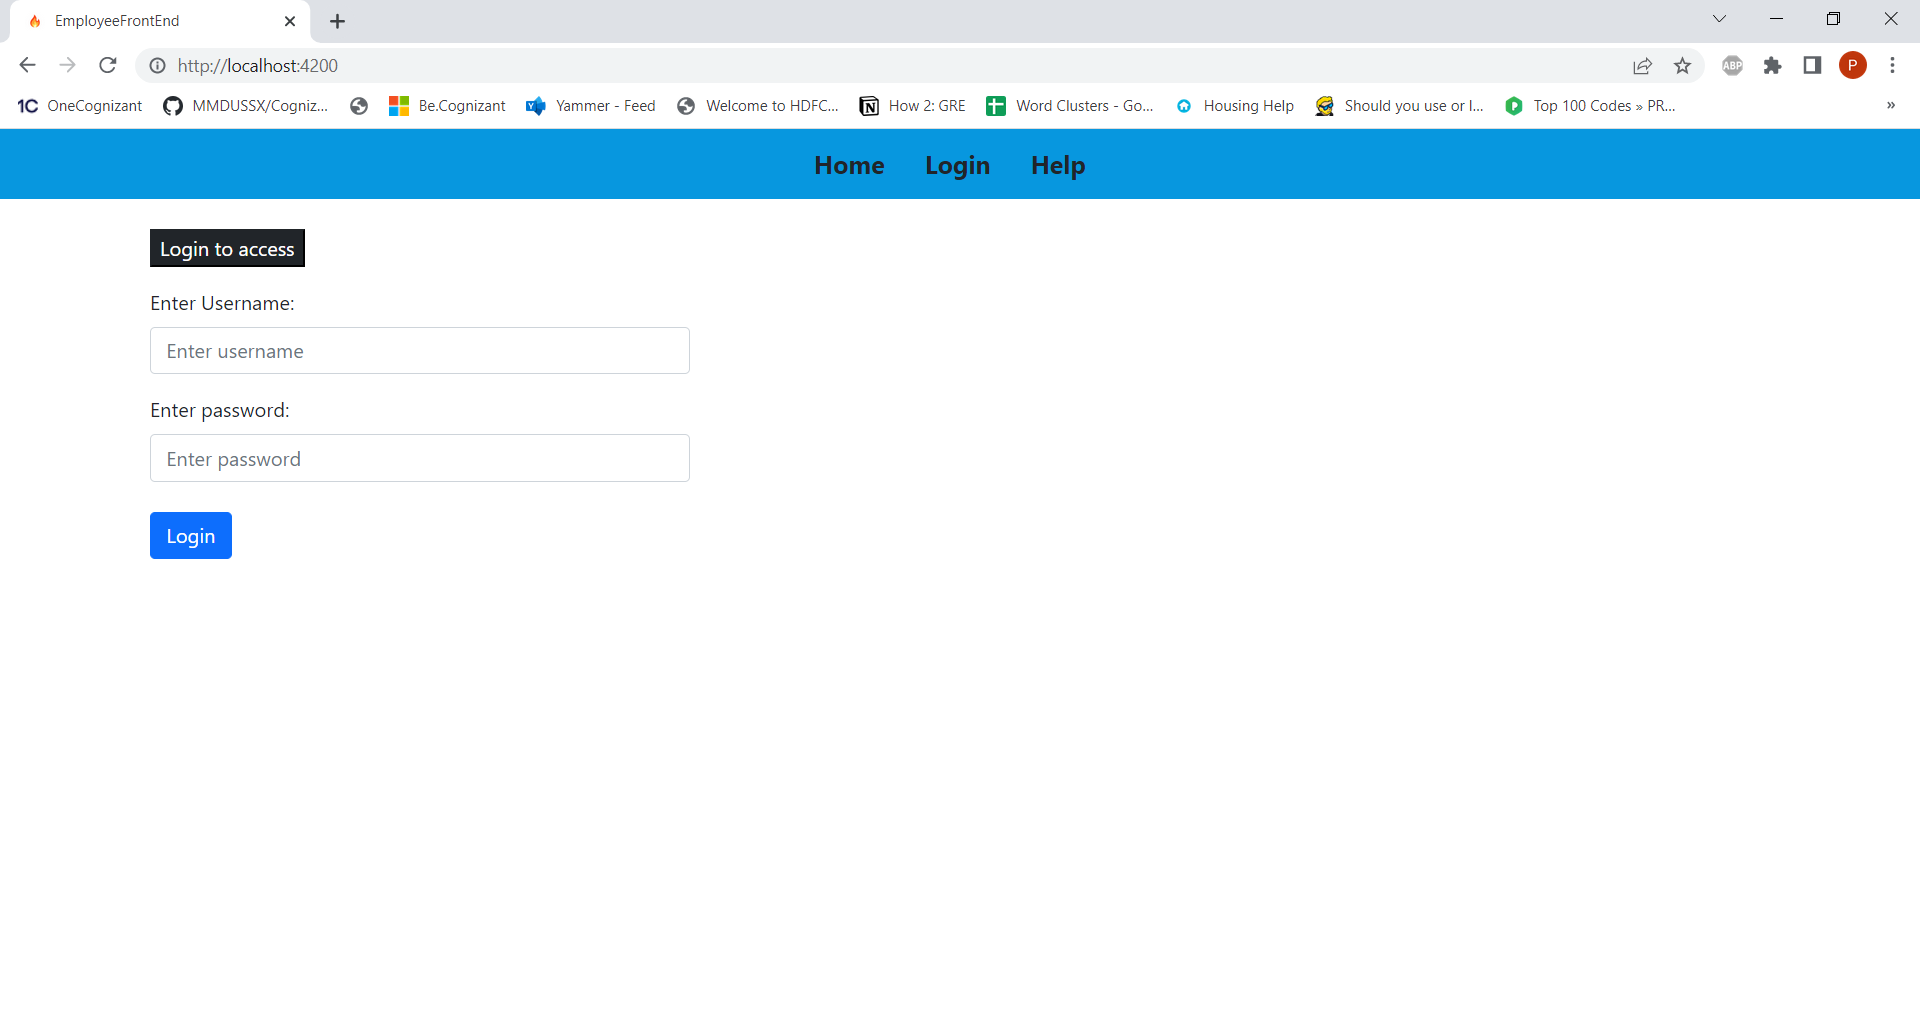 EmployeeFrontEnd
http://localhost:4200
ABP
P
1C OneCognizant MMDUSSX/Cogniz... Be.Cognizant Yammer - Feed Welcome to HDFC... How 2: GRE Word Clusters - Go... Housing Help Should you use or l... Top 100 Codes » PR... »
Home Login Help
Login to access
Enter Username:
Enter username
Enter password:
Enter password
Login